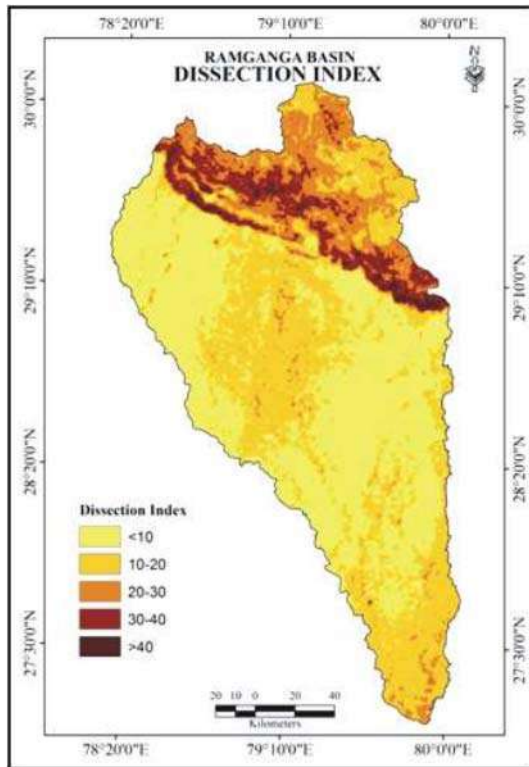 78°20'0"E 79°10'0"E 80°0'0"E
RAMGANGA BASIN
DISSECTION INDEX
N
30°0'0"N 30°0'0"N
29°10'0"N 29°10'0"N
28°20'0"N 28°20'0"N
Dissection Index
<10
10-20
20-30
30-40
>40
27°30'0"N 27°30'0"N
20 10 0 20 40
Kilometers
78°20'0"E 79°10'0"E 80°0'0"E